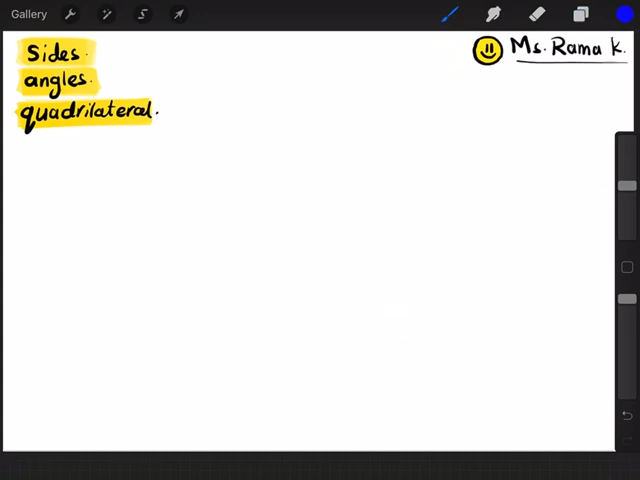 Gallery
Sides.
angles.
quadrilateral.
Ms. Rama K.